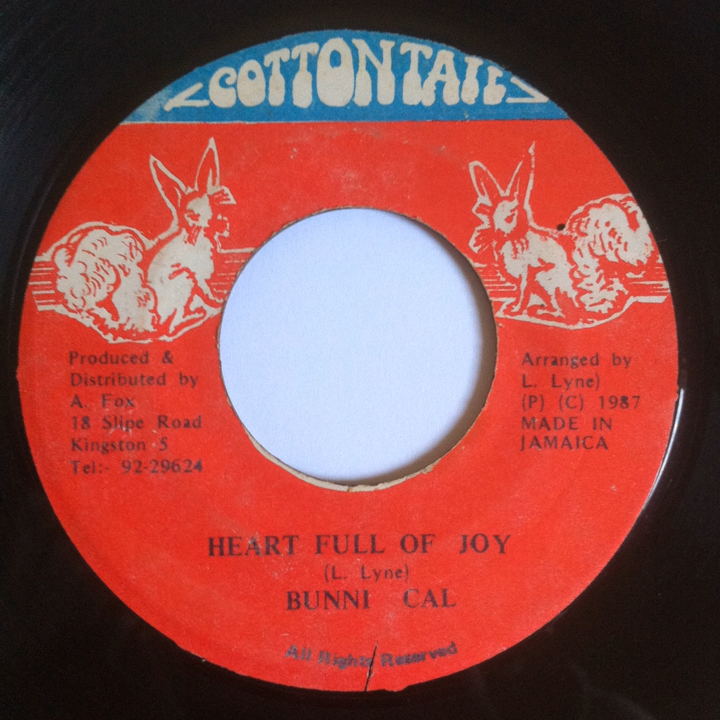 COTTONTAIL
Produced &
Distributed by
A. Fox
18 Slipe Road
Kingston 5
Tel:- 92-29624
Arranged by
L. Lyne)
(P) (C) 1987
MADE IN
JAMAICA
HEART FULL OF JOY
(L. Lyne)
BUNNI CAL
All Rights Reserved